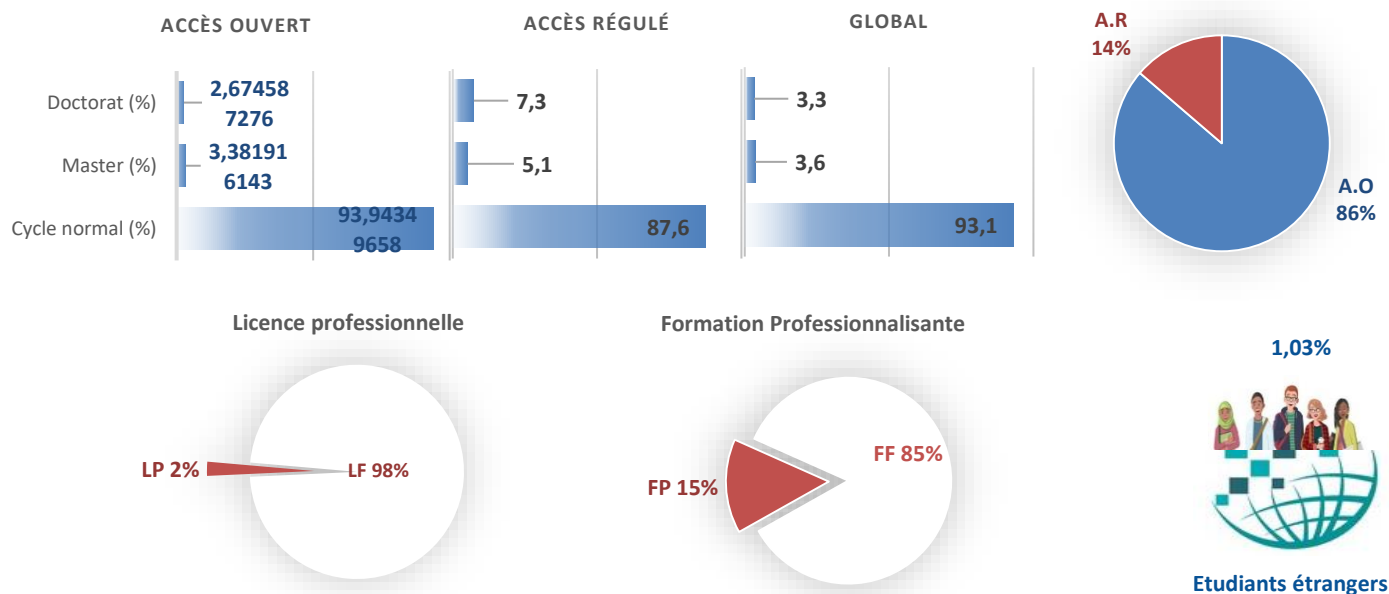 ACCÈS OUVERT
Doctorat (%)
2,67458
7276
Master (%)
3,38191
6143
Cycle normal (%)
93,9434
9658
ACCÈS RÉGULÉ
7,3
5,1
87,6
GLOBAL
3,3
3,6
93,1
A.R
14%
A.O
86%
Licence professionnelle
LP 2%
LF 98%
Formation Professionnalisante
FP 15%
FF 85%
1,03%
Etudiants étrangers